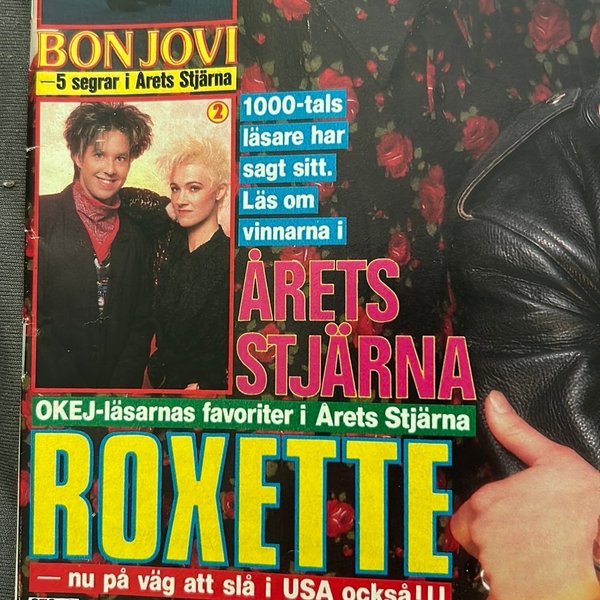 BON JOVI
–5 segrar i Årets Stjärna
2
1000-tals
läsare har
sagt sitt.
Läs om
vinnarna i
ÅRETS
STJÄRNA
OKEJ-läsarnas favoriter i Årets Stjärna
ROXETTE
– nu på väg att slå i USA också!!!